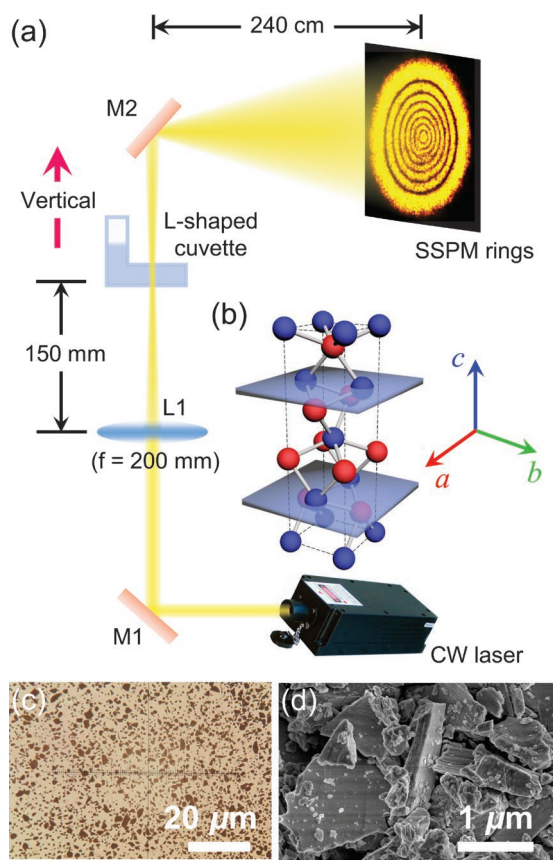 (a)
240 cm
M2
Vertical
L-shaped
cuvette
SSPM rings
150 mm
(b)
L1
(f = 200 mm)
c
a
b
M1
CW laser
(c)
20 μm
(d)
1 μm